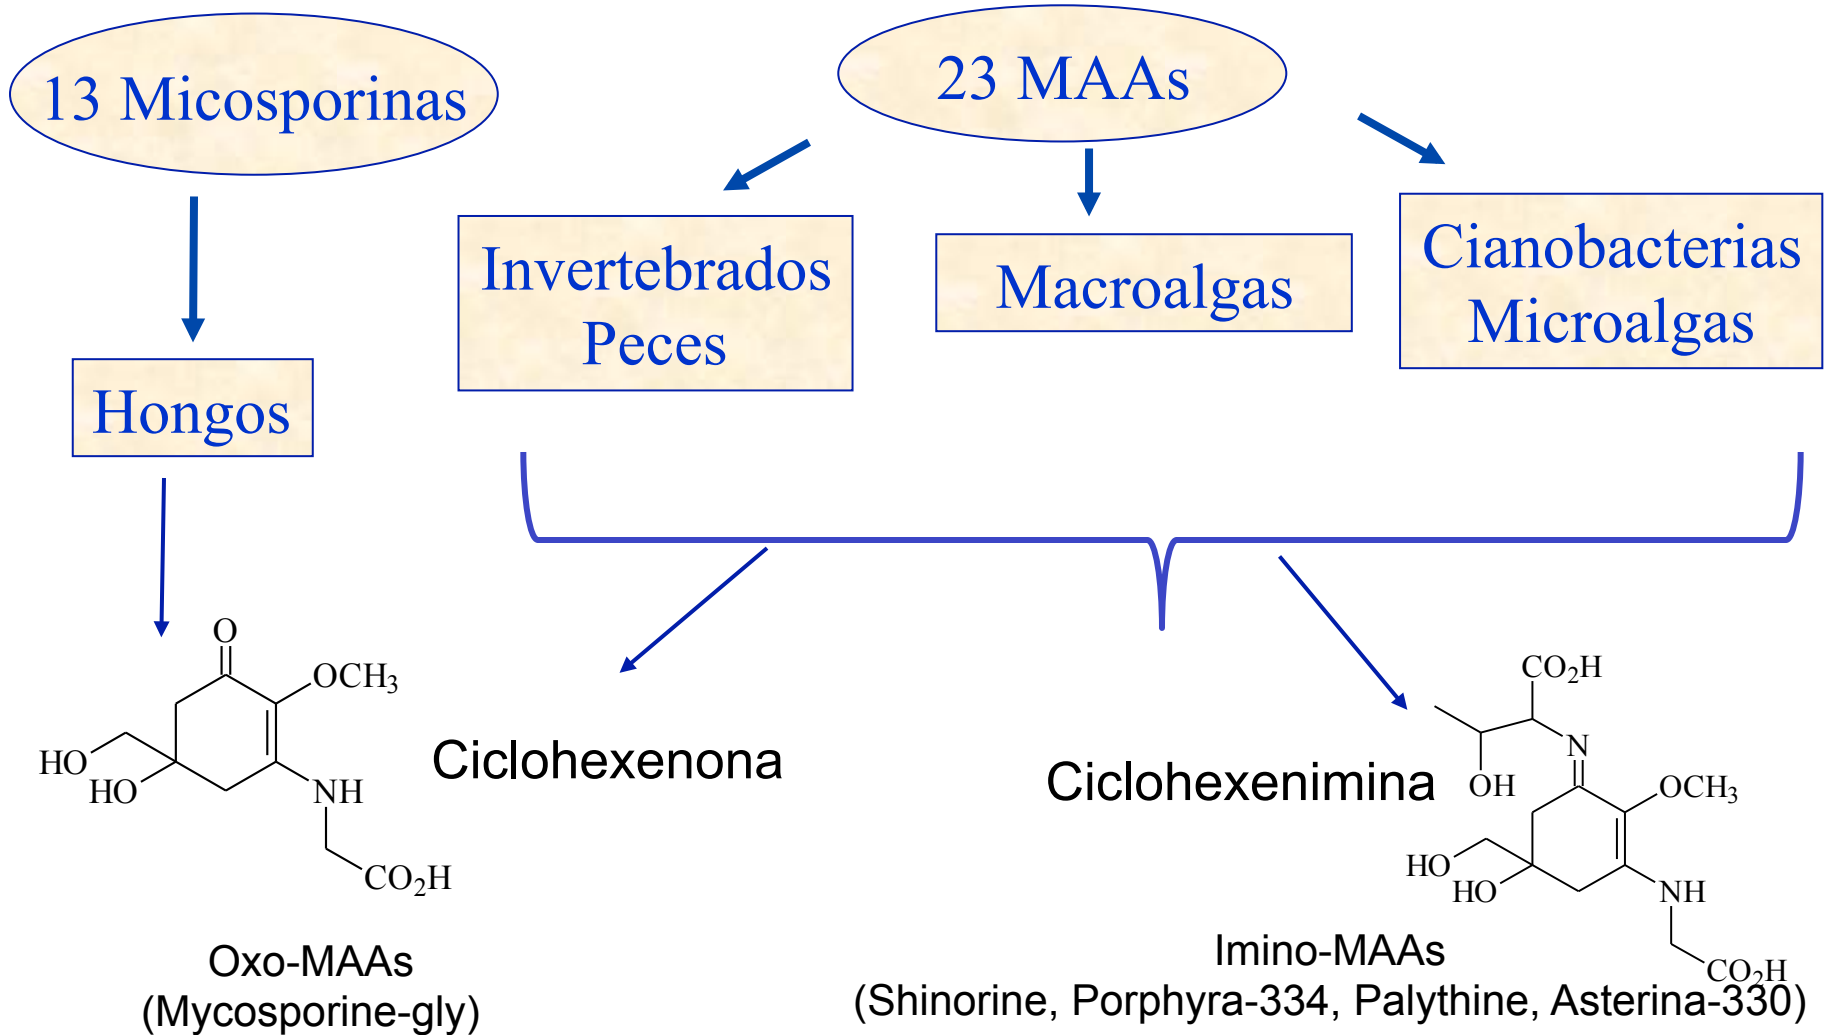 13 Micosporinas
23 MAAs
Invertebrados
Peces
Macroalgas
Cianobacterias
Microalgas
Hongos
O
OCH₃
HO
HO
NH
CO₂H
Ciclohexenona
Oxo-MAAs
(Mycosporine-gly)
CO₂H
N
OH
OCH₃
Ciclohexenimina
HO
HO
NH
CO₂H
Imino-MAAs
(Shinorine, Porphyra-334, Palythine, Asterina-330)